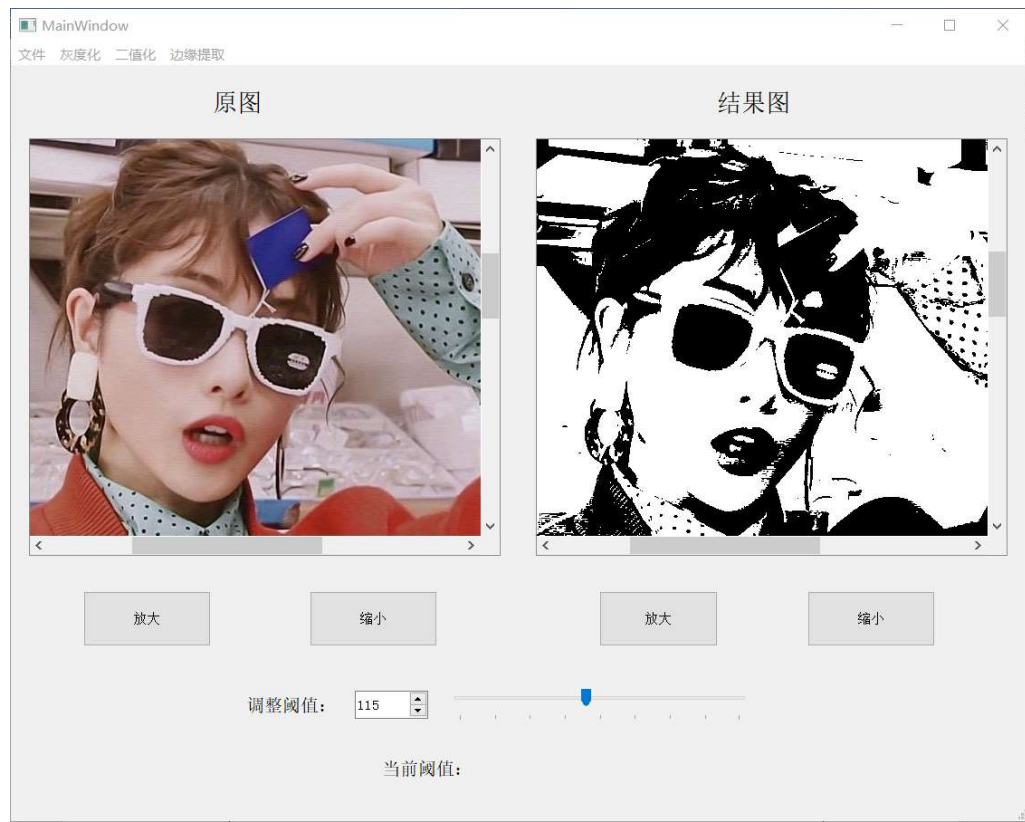 MainWindow
文件 灰度化 二值化 边缘提取
原图 结果图
放大 缩小 放大 缩小
调整阈值： 115
当前阈值：